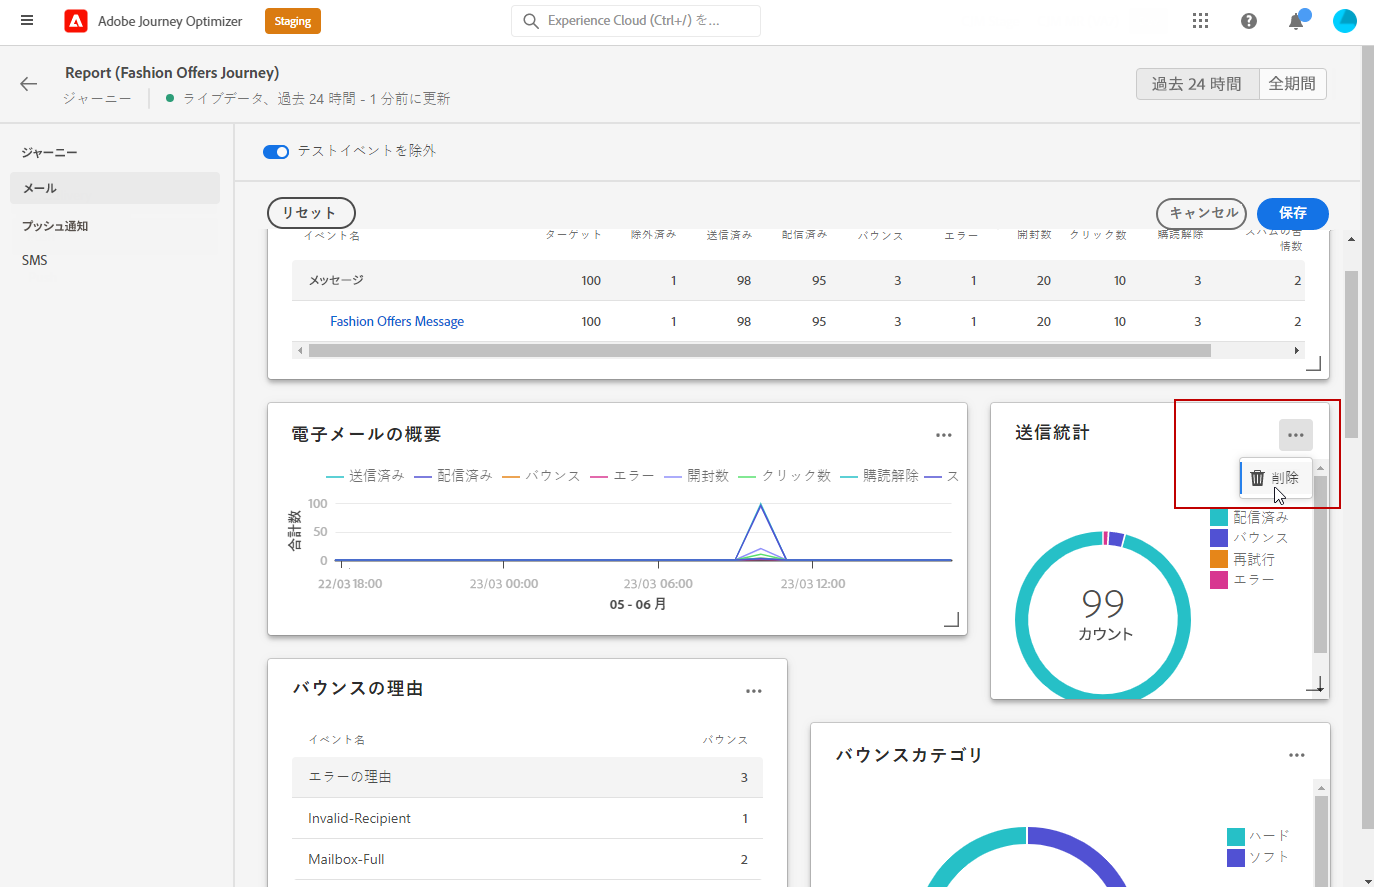 Adobe Journey Optimizer
Staging
Experience Cloud (Ctrl+/) を...
Report (Fashion Offers Journey)
ジャーニー
ライブデータ、過去 24 時間 - 1 分前に更新
過去 24 時間
全期間
ジャーニー
メール
プッシュ通知
SMS
テストイベントを除外
リセット
キャンセル
保存
イベント名 ターゲット 除外済み 送信済み 配信済み バウンス エラー 開封数 クリック数 購読解除 スパムの苦情数
メッセージ 100 1 98 95 3 1 20 10 3 2
Fashion Offers Message 100 1 98 95 3 1 20 10 3 2
電子メールの概要
送信済み 配信済み バウンス エラー 開封数 クリック数 購読解除 ス
合計数
100
50
0
22/03 18:00 23/03 00:00 23/03 06:00 23/03 12:00
05 - 06 月
送信統計
削除
配信済み
バウンス
再試行
エラー
99
カウント
バウンスの理由
イベント名 バウンス
エラーの理由 3
Invalid-Recipient 1
Mailbox-Full 2
バウンスカテゴリ
ハード
ソフト